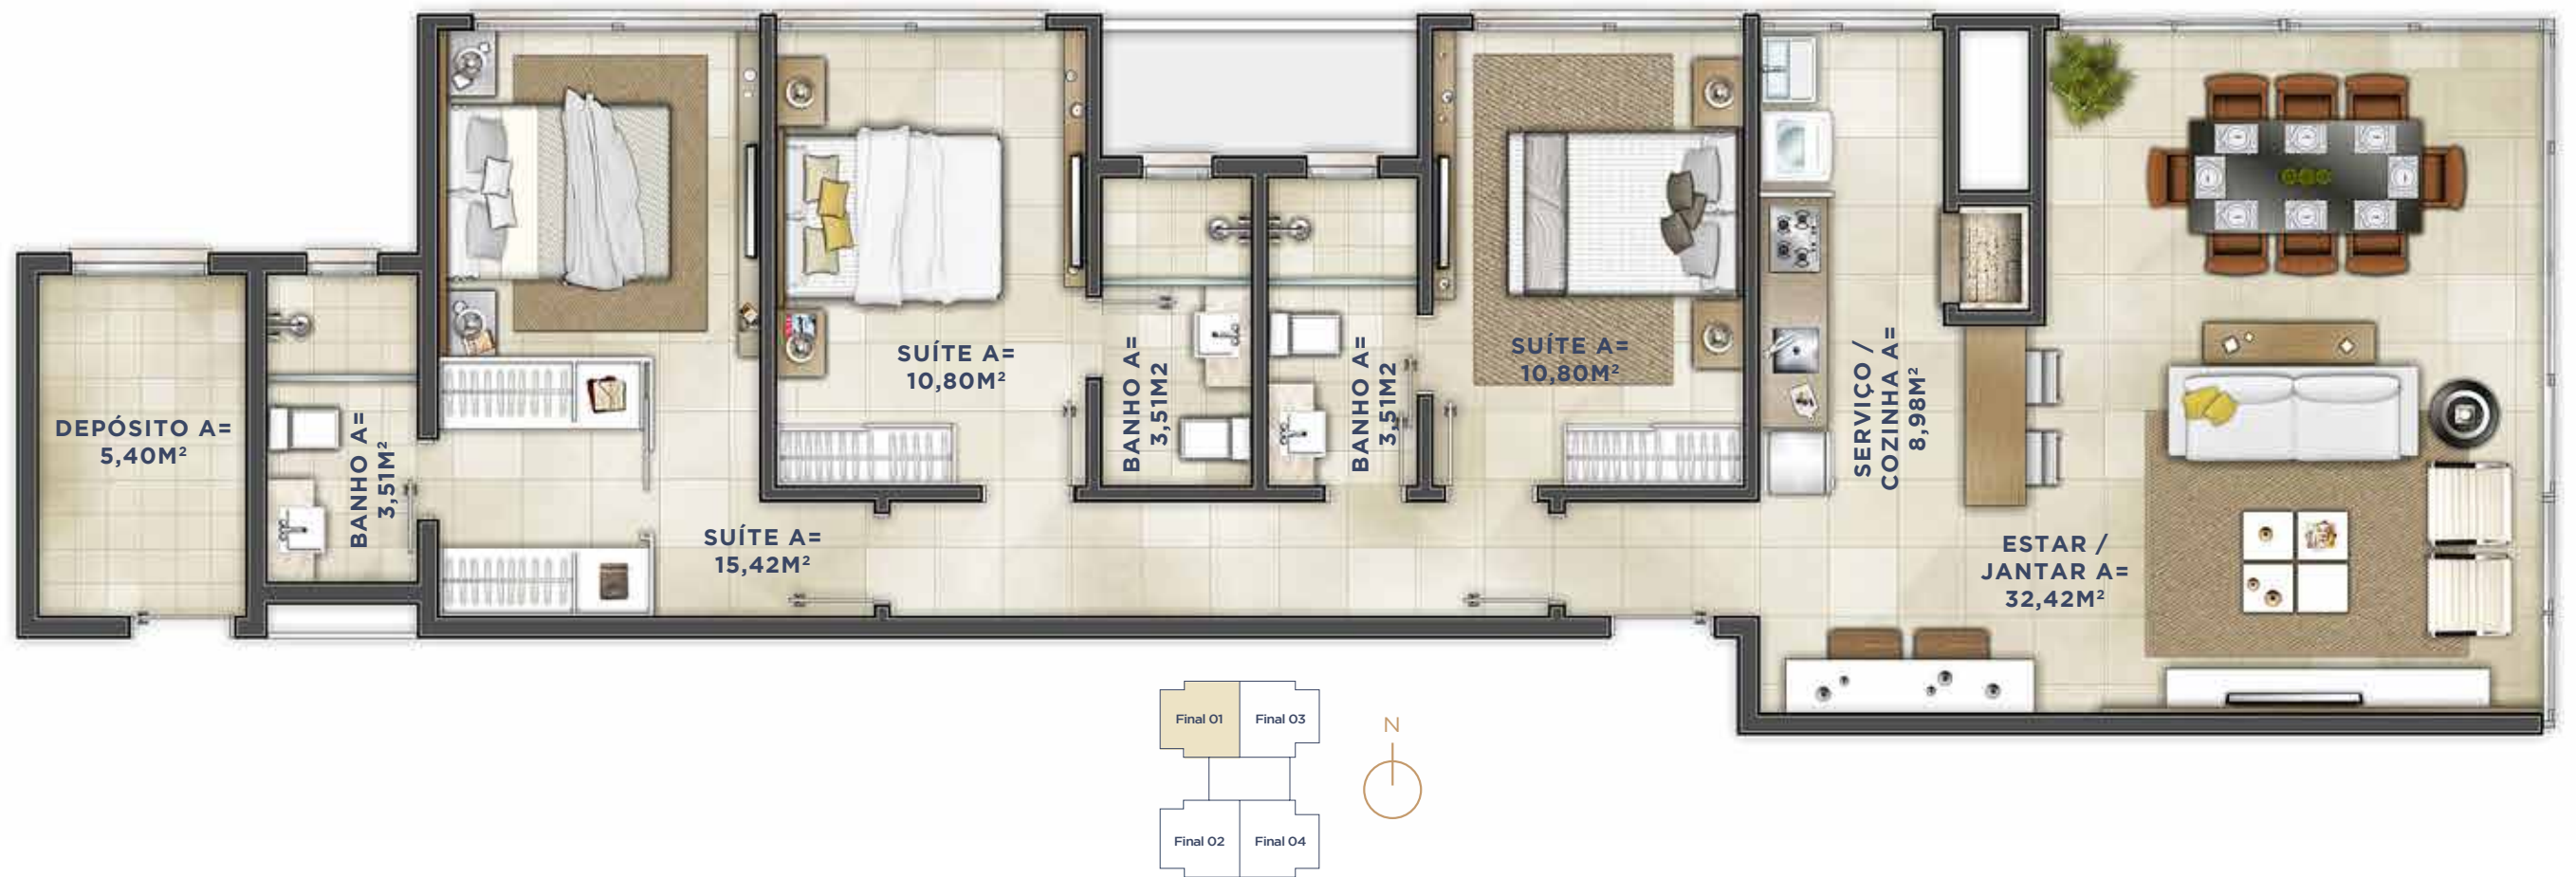 DEPÓSITO A=
5,40M²
BANHO A=
3,51M²
SUÍTE A=
15,42M²
SUÍTE A=
10,80M²
BANHO A=
3,51M2
BANHO A=
3,51M2
SUÍTE A=
10,80M²
SERVIÇO /
COZINHA A=
8,98M²
ESTAR /
JANTAR A=
32,42M²
Final 01
Final 03
N
Final 02
Final 04